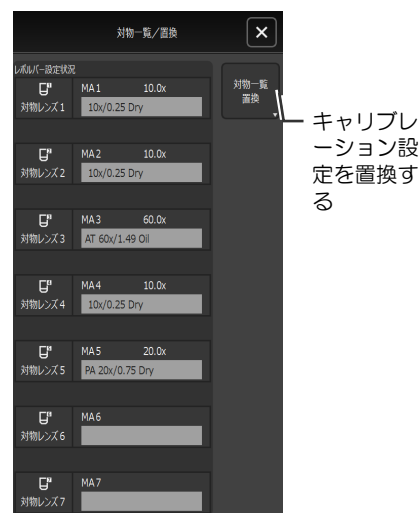 対物一覧／置換
レボルバー設定状況
対物レンズ1
MA1 10.0x
10x/0.25 Dry
対物レンズ2
MA2 10.0x
10x/0.25 Dry
対物レンズ3
MA3 60.0x
AT 60x/1.49 Oil
対物レンズ4
MA4 10.0x
10x/0.25 Dry
対物レンズ5
MA5 20.0x
PA 20x/0.75 Dry
対物レンズ6
MA6
対物レンズ7
MA7
対物一覧
置換
キャリブレ
ーション設
定を置換す
る